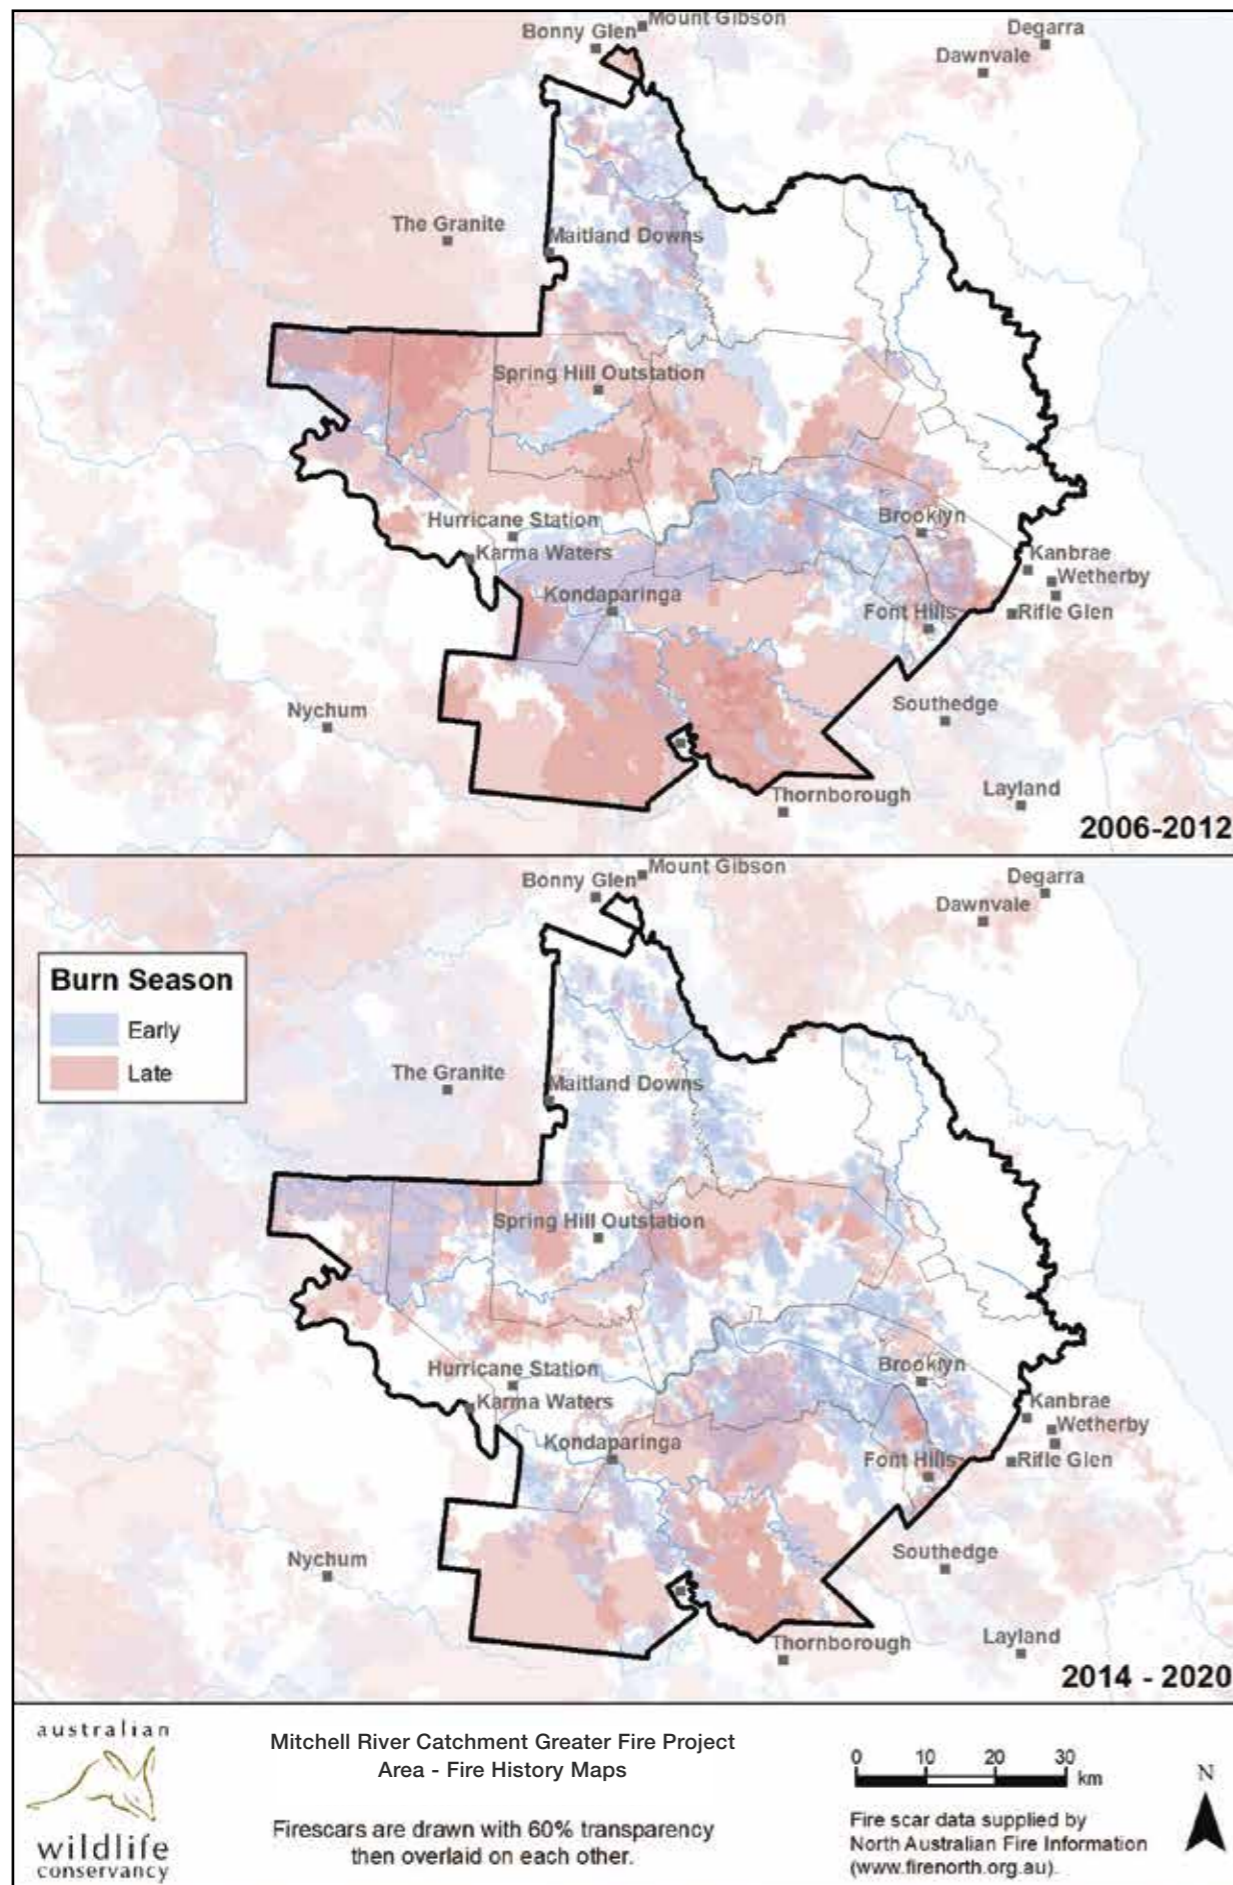 Bonny Glen
Mount Gibson
Degarra
Dawnvale
The Granite
Maitland Downs
Spring Hill Outstation
Hurricane Station
Brooklyn
Karma Waters
Kanbrae
Wetherby
Kondaparinga
Font Hills
Rifle Glen
Nychum
Southedge
Thornborough
Layland
2006-2012
Bonny Glen
Mount Gibson
Degarra
Dawnvale
Burn Season
Early
Late
The Granite
Maitland Downs
Spring Hill Outstation
Hurricane Station
Brooklyn
Karma Waters
Kanbrae
Wetherby
Kondaparinga
Font Hills
Rifle Glen
Nychum
Southedge
Thornborough
Layland
2014 - 2020
australian
wildlife
conservancy
Mitchell River Catchment Greater Fire Project
Area - Fire History Maps
Firescars are drawn with 60% transparency
then overlaid on each other.
0 10 20 30
km
Fire scar data supplied by
North Australian Fire Information
(www.firenorth.org.au).
N